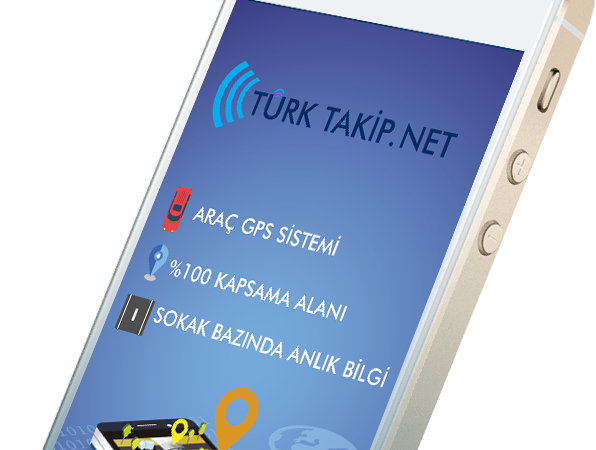 TÜRK TAKİP.NET
ARAÇ GPS SİSTEMİ
%100 KAPSAMA ALANI
SOKAK BAZINDA ANLIK BİLGİ